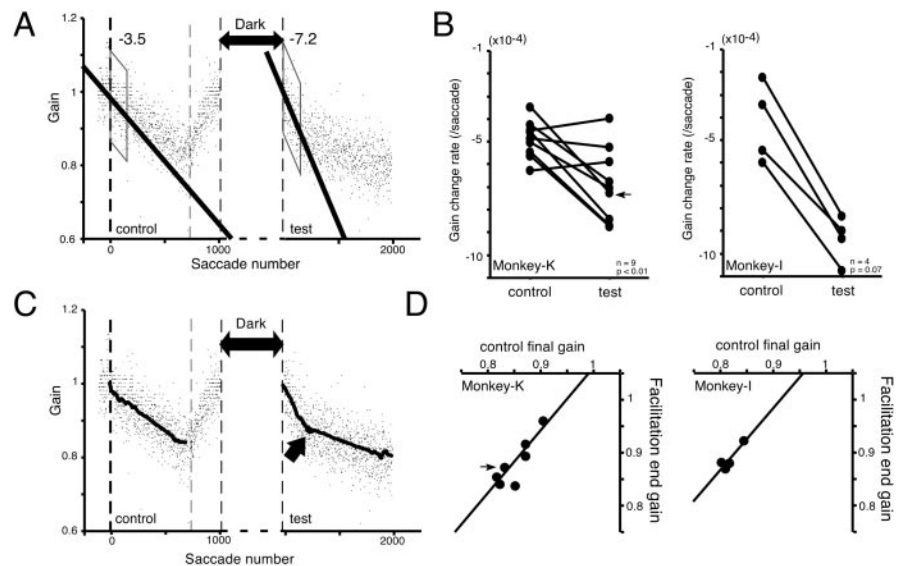 A
1.2
1.0
0.8
0.6
Gain
-3.5
Dark
-7.2
control
test
0
1000
2000
Saccade number
B
(x10-4)
-1
-5
-10
Gain change rate (/saccade)
Monkey-K
n = 9
p < 0.01
control
test
(x10-4)
-1
-5
-10
Gain change rate (/saccade)
Monkey-I
n = 4
p = 0.07
control
test
C
1.2
1.0
0.8
0.6
Gain
Dark
control
test
0
1000
2000
Saccade number
D
control final gain
0.8
0.9
1
Monkey-K
1
0.9
0.8
Facilitation end gain
control final gain
0.8
0.9
1
Monkey-I
1
0.9
0.8
Facilitation end gain